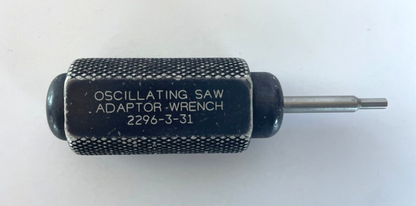 OSCILLATING SAW
ADAPTOR WRENCH
2296-3-31